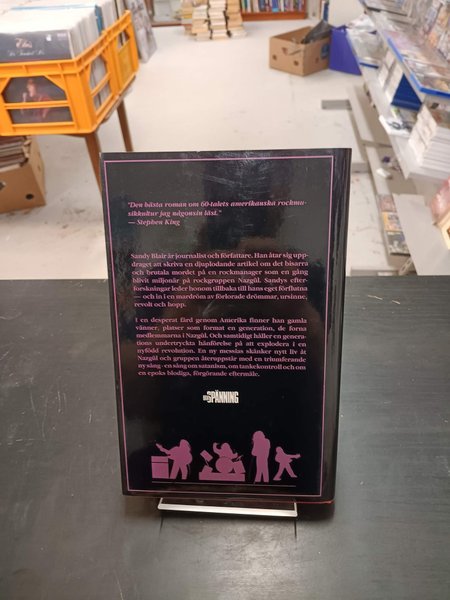 "Den bästa roman om 60-talets amerikanska rockmu-
sikkultur jag någonsin läst."
— Stephen King
Sandy Blair är journalist och författare. Han åtar sig upp-
draget att skriva en djuplodande artikel om det bisarra
och brutala mordet på en rockmanager som en gång
blivit miljonär på rockgruppen Nazgûl. Sandys efter-
forskningar leder honom tillbaka till hans eget förflutna
— och in i en mardröm av förlorade drömmar, ursinne,
revolt och hopp.
I en desperat färd genom Amerika finner han gamla
vänner, platser som format en generation, de forna
medlemmarna i Nazgûl. Och samtidigt håller en genera-
tions undertryckta hänförelse på att explodera i en
nyfödd revolution. En ny messias skänker nytt liv åt
Nazgûl och gruppen återuppstår med en triumferande
ny sång - en sång om satanism, om tankekontroll och om
en epoks blodiga, förgörande eftermäle.
SPÄNNING